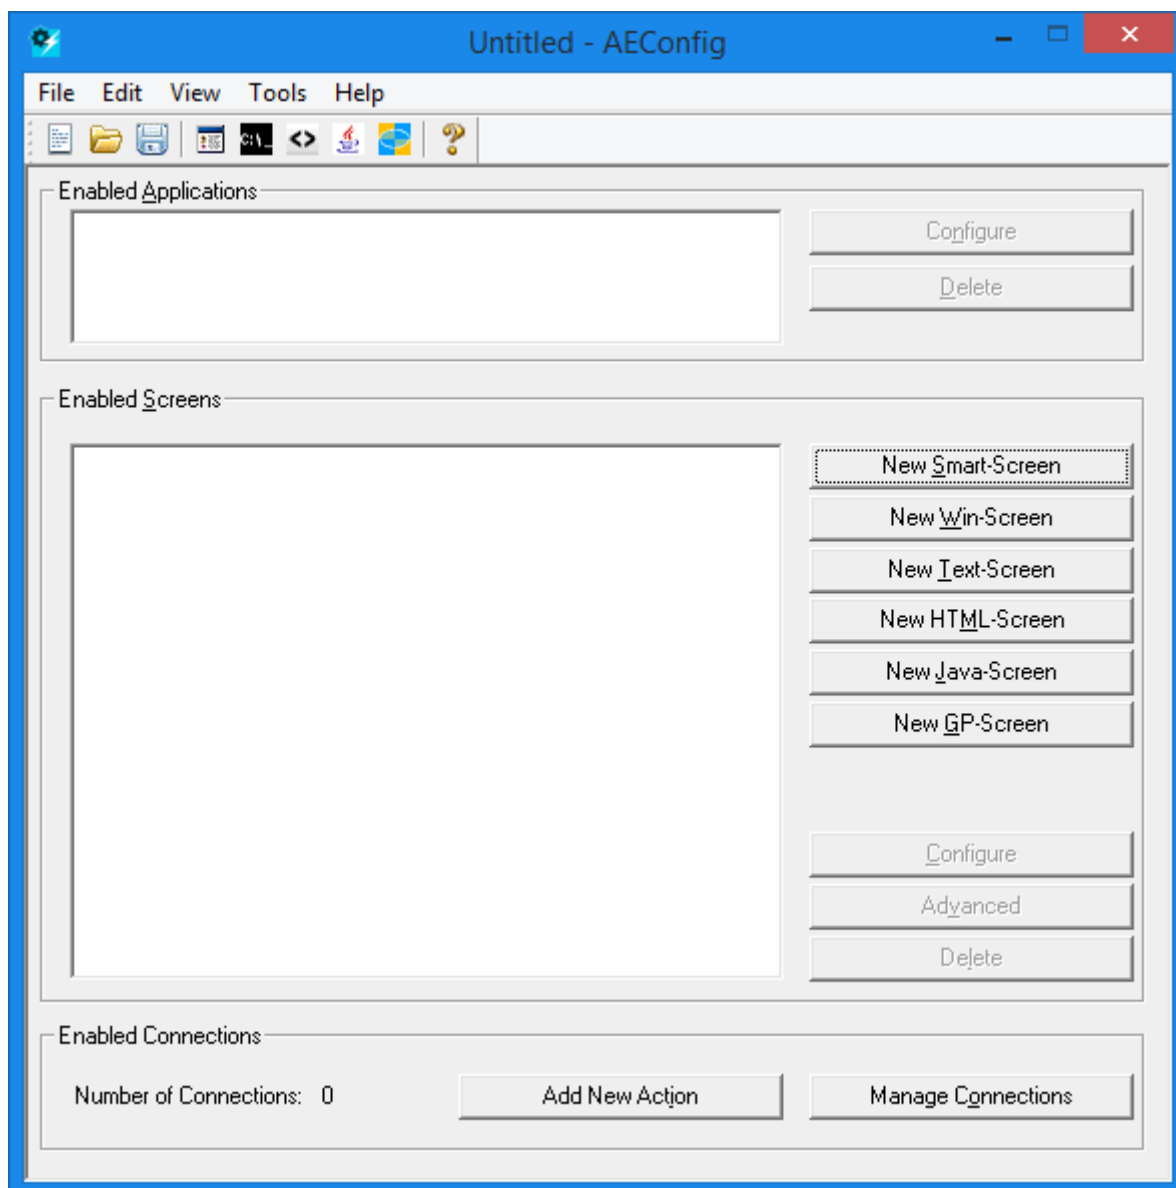 Untitled - AEConfig
File Edit View Tools Help
C:\_ <> ?
Enabled Applications
Configure
Delete
Enabled Screens
New Smart-Screen
New Win-Screen
New Text-Screen
New HTML-Screen
New Java-Screen
New GP-Screen
Configure
Advanced
Delete
Enabled Connections
Number of Connections: 0 Add New Action Manage Connections